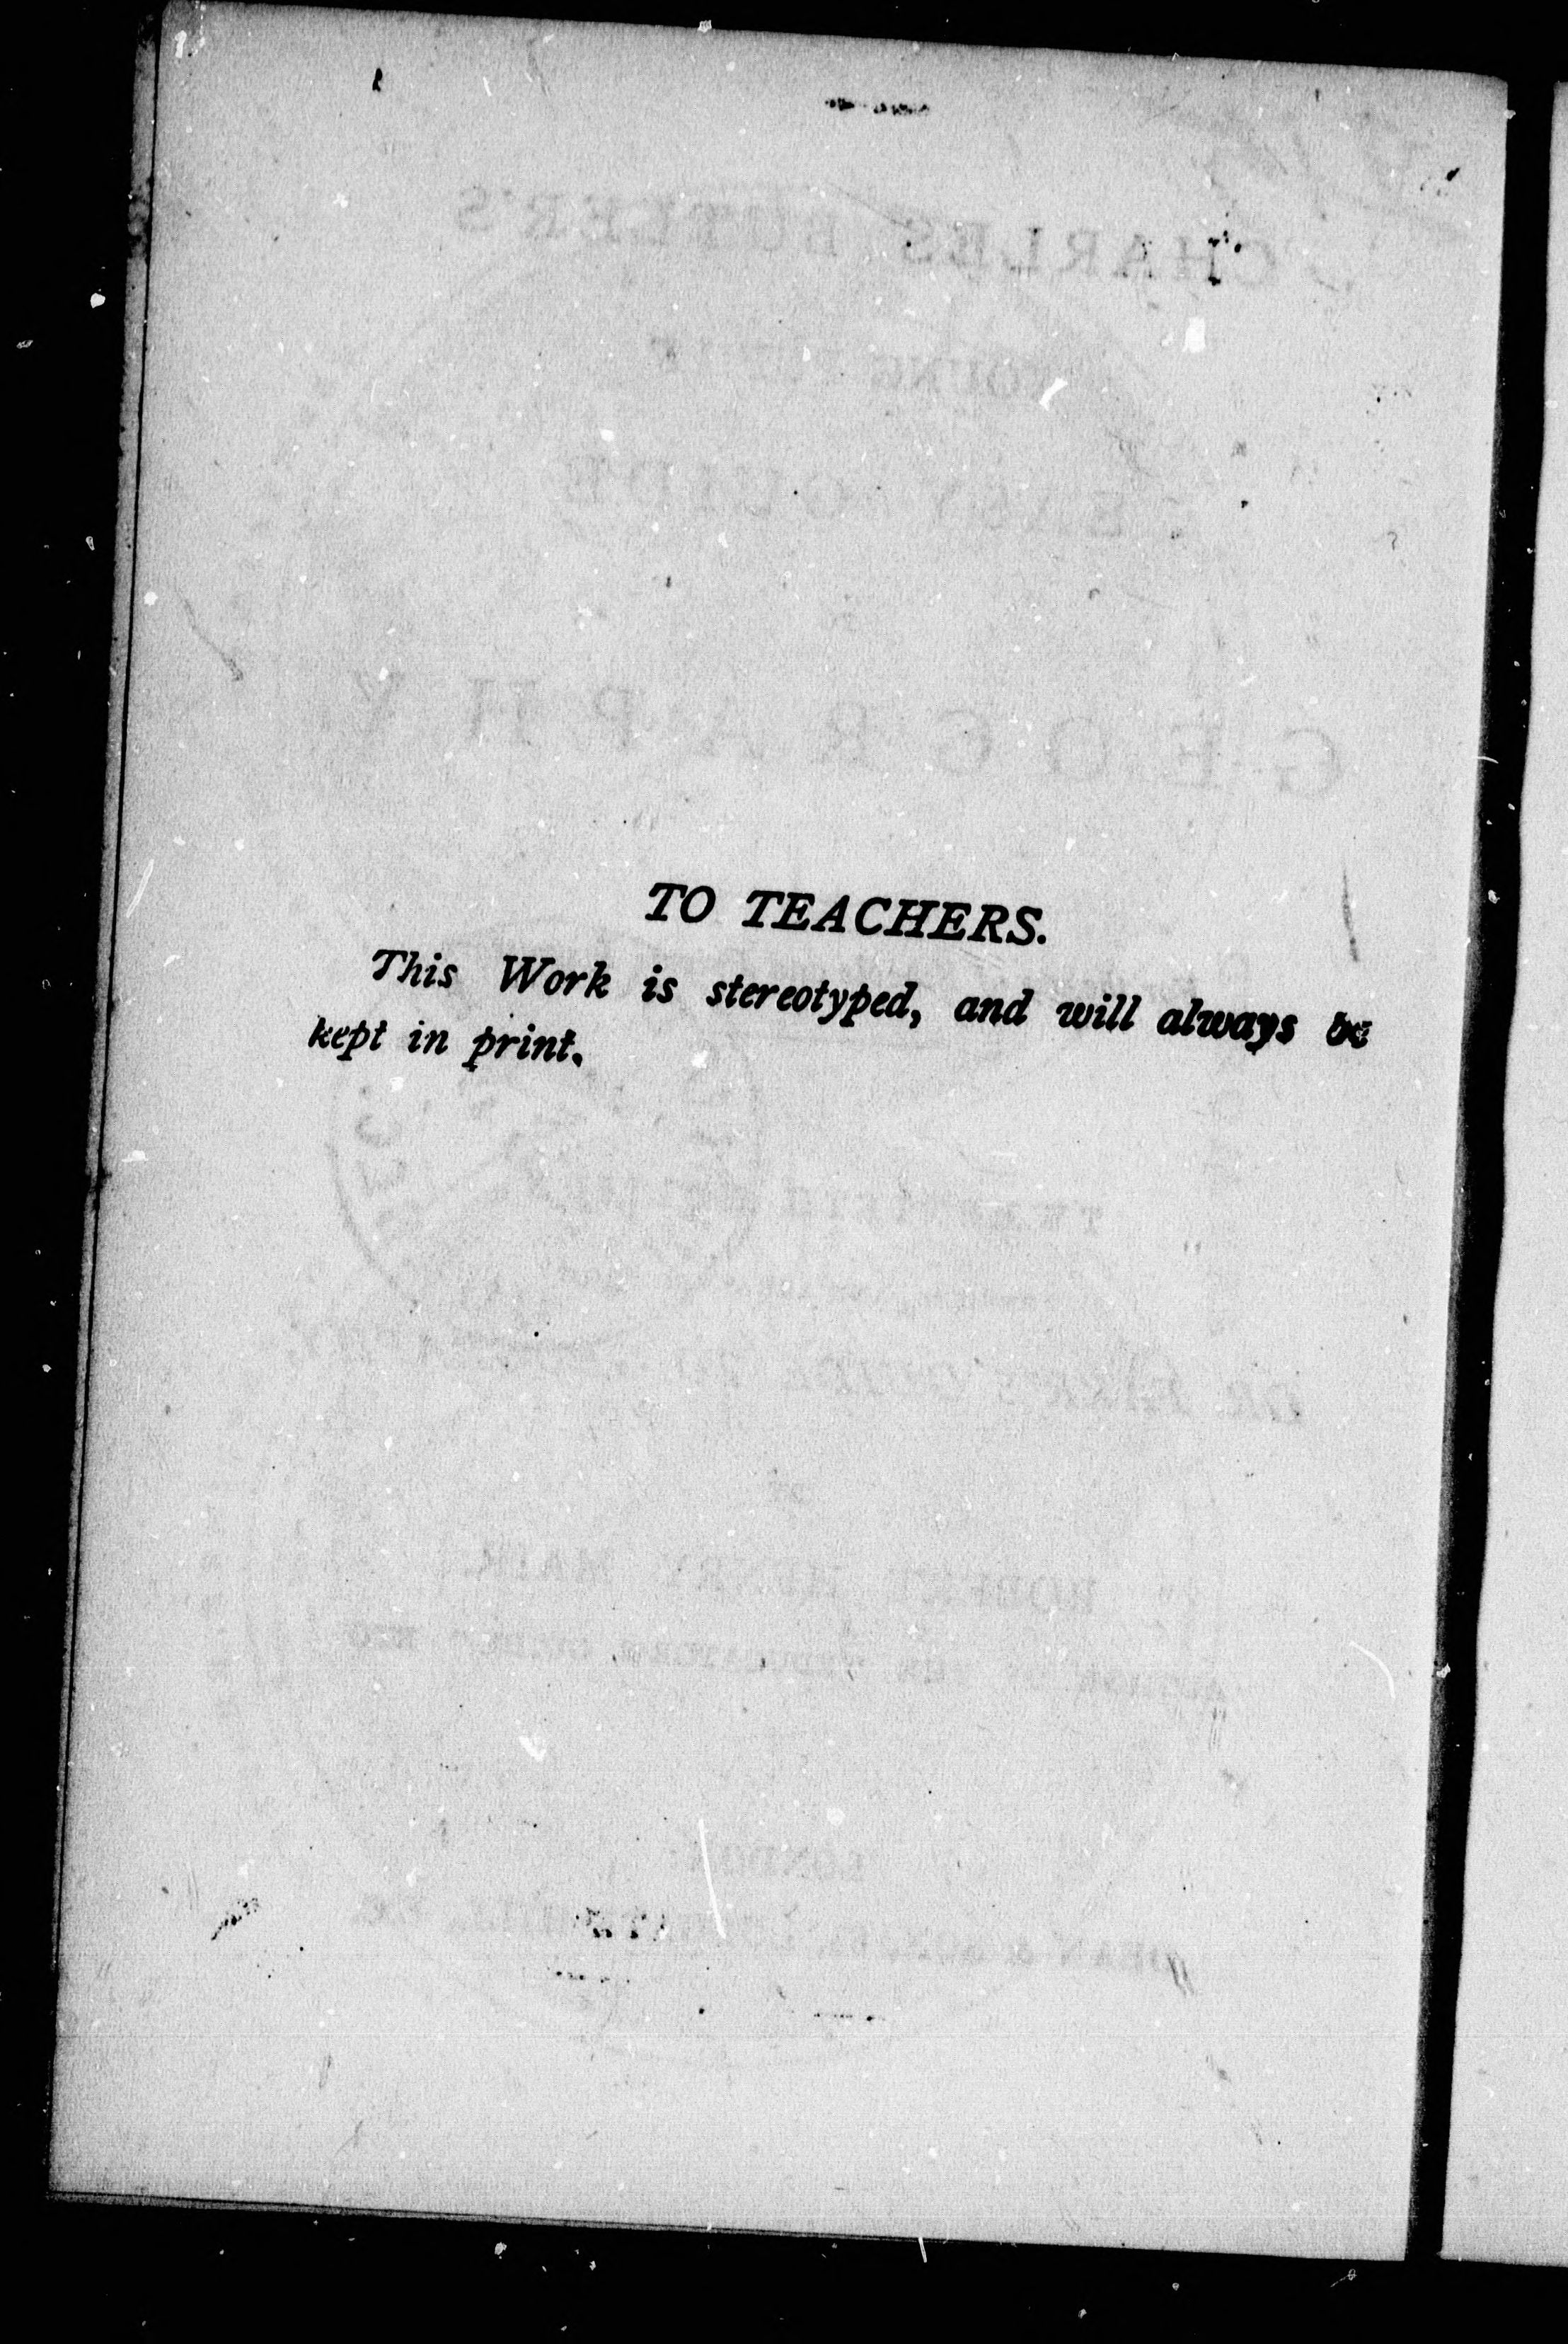 TO TEACHERS.
This Work is stereotyped, and will always be
kept in print.